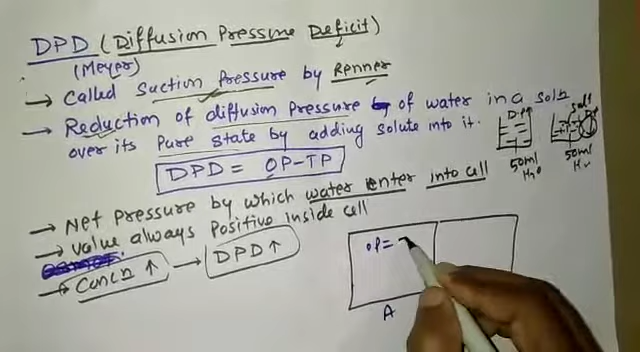 DPD (Diffusion Pressure Deficit)
(Meyer)
→ Called Suction Pressure by Renner
→ Reduction of diffusion pressure of water in a solⁿ
over its Pure state by adding solute into it.
DPD = OP-TP
→ Net pressure by which water enter into cell
→ value always Positive inside cell
→ Concⁿ ↑ → DPD ↑
50ml
H₂O
50ml
OP =
A